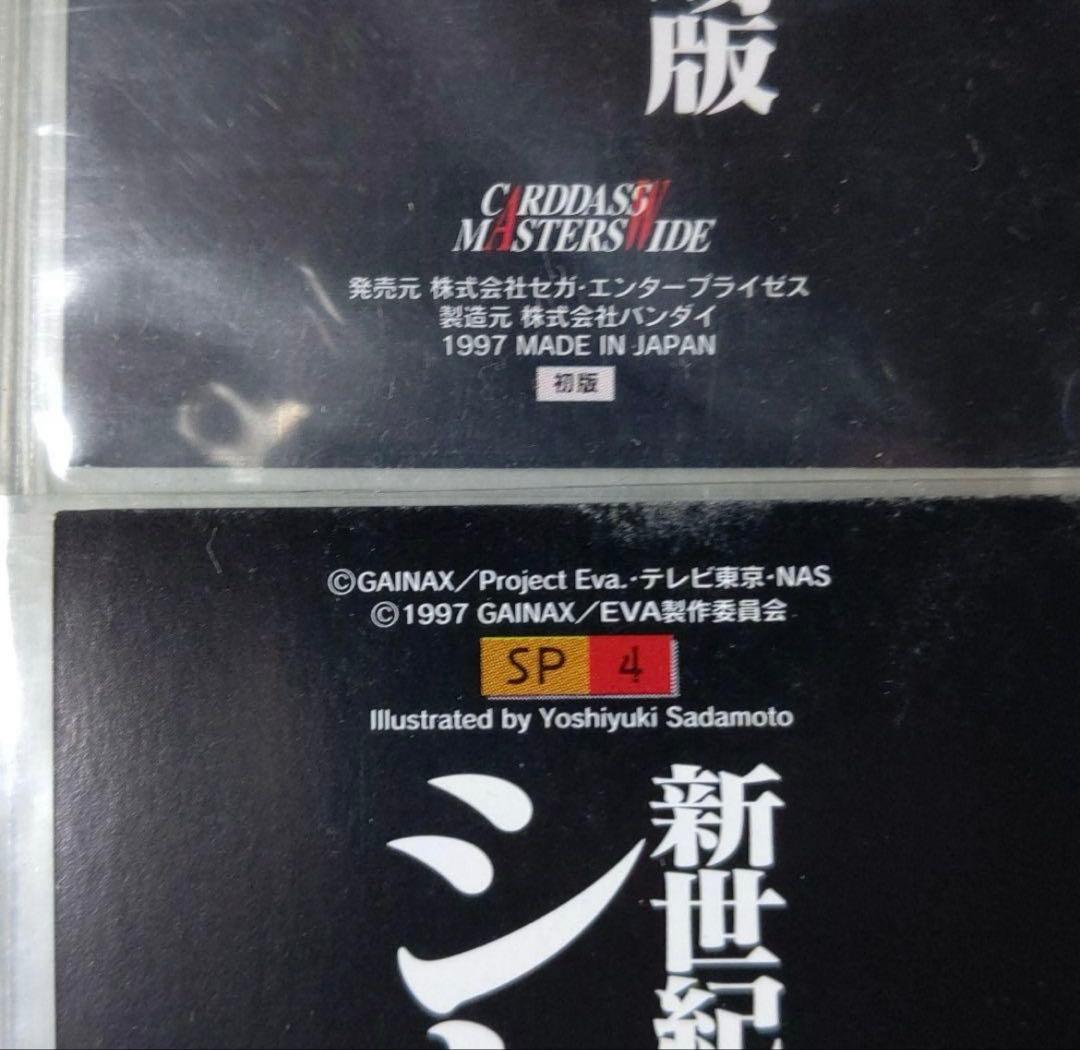 版
CARDDASS
MASTERS WIDE
発売元 株式会社セガ・エンタープライゼス
製造元 株式会社バンダイ
1997 MADE IN JAPAN
初版
©GAINAX／Project Eva.・テレビ東京・NAS
©1997 GAINAX／EVA製作委員会
SP 4
Illustrated by Yoshiyuki Sadamoto
新世紀
シ